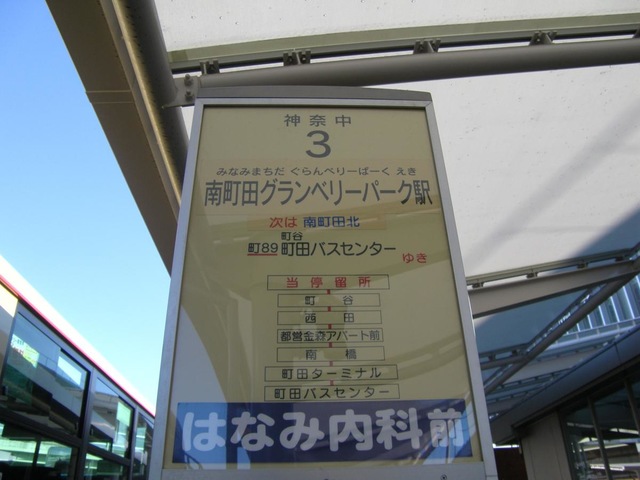 神奈中
3
みなみまちだ ぐらんべりーぱーく えき
南町田グランベリーパーク駅
次は 南町田北
町谷
町89 町田バスセンター ゆき
当停留所
町谷
西田
都営金森アパート前
南橋
町田ターミナル
町田バスセンター
はなみ内科前